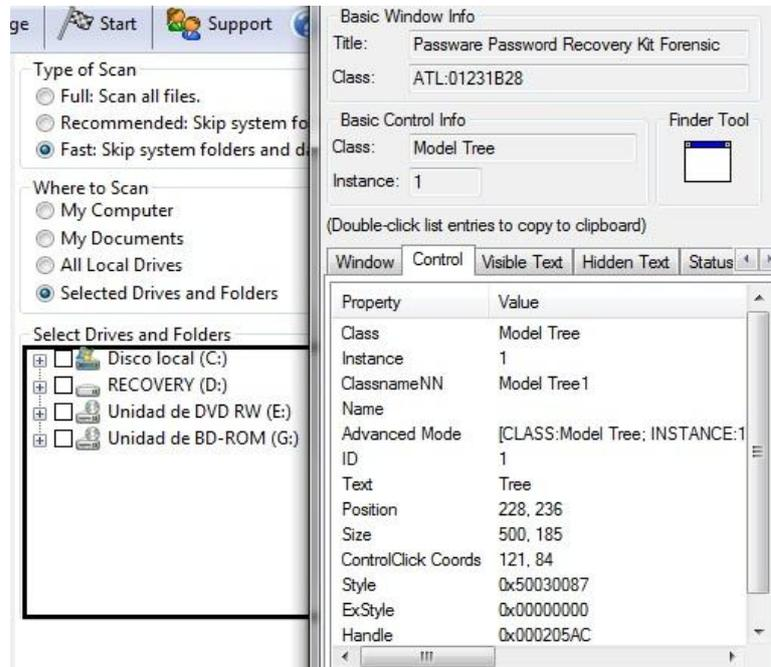 ge Start Support
Type of Scan
Full: Scan all files.
Recommended: Skip system fo
Fast: Skip system folders and d
Where to Scan
My Computer
My Documents
All Local Drives
Selected Drives and Folders
Select Drives and Folders
Disco local (C:)
RECOVERY (D:)
Unidad de DVD RW (E:)
Unidad de BD-ROM (G:)
Basic Window Info
Title: Passware Password Recovery Kit Forensic
Class: ATL:01231B28
Basic Control Info
Class: Model Tree
Instance: 1
Finder Tool
(Double-click list entries to copy to clipboard)
Window Control Visible Text Hidden Text Status
Property Value
Class Model Tree
Instance 1
ClassnameNN Model Tree1
Name
Advanced Mode [CLASS:Model Tree; INSTANCE:1
ID 1
Text Tree
Position 228, 236
Size 500, 185
ControlClick Coords 121, 84
Style 0x50030087
ExStyle 0x00000000
Handle 0x000205AC